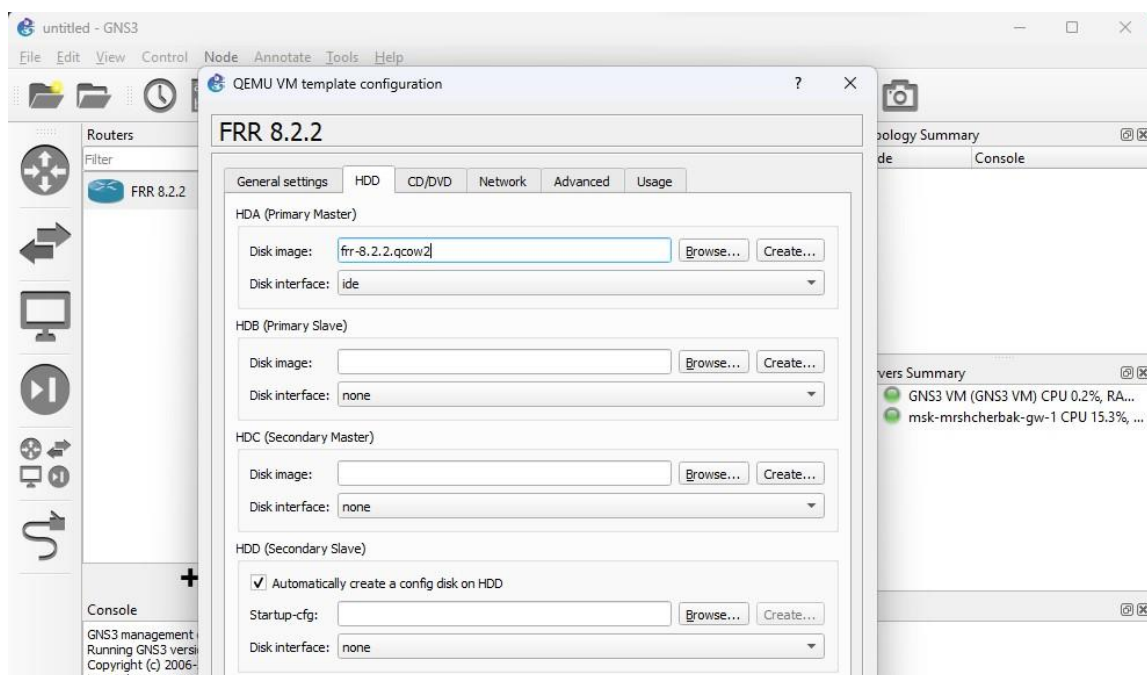 untitled - GNS3
File Edit View Control Node Annotate Tools Help
QEMU VM template configuration ?
FRR 8.2.2
Routers
Filter
FRR 8.2.2
General settings HDD CD/DVD Network Advanced Usage
HDA (Primary Master)
Disk image: frr-8.2.2.qcow2 Browse... Create...
Disk interface: ide
HDB (Primary Slave)
Disk image: Browse... Create...
Disk interface: none
HDC (Secondary Master)
Disk image: Browse... Create...
Disk interface: none
HDD (Secondary Slave)
Automatically create a config disk on HDD
Startup-cfg: Browse... Create...
Disk interface: none
pology Summary
de Console
vers Summary
GNS3 VM (GNS3 VM) CPU 0.2%, RA...
msk-mrshcherbak-gw-1 CPU 15.3%, ...
Console
GNS3 management
Running GNS3 versi
Copyright (c) 2006-